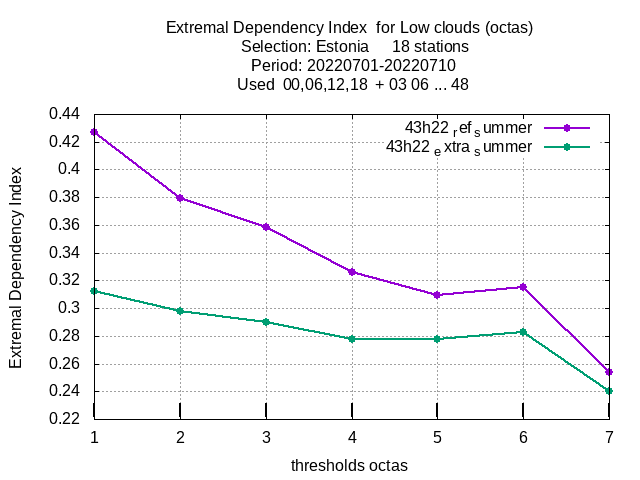 Extremal Dependency Index  for Low clouds (octas)
Selection: Estonia     18 stations
Period: 20220701-20220710
Used  00,06,12,18  + 03 06 ... 48
43h22 ref summer
43h22 extra summer
Extremal Dependency Index
0.44
0.42
0.4
0.38
0.36
0.34
0.32
0.3
0.28
0.26
0.24
0.22
1 2 3 4 5 6 7
thresholds octas